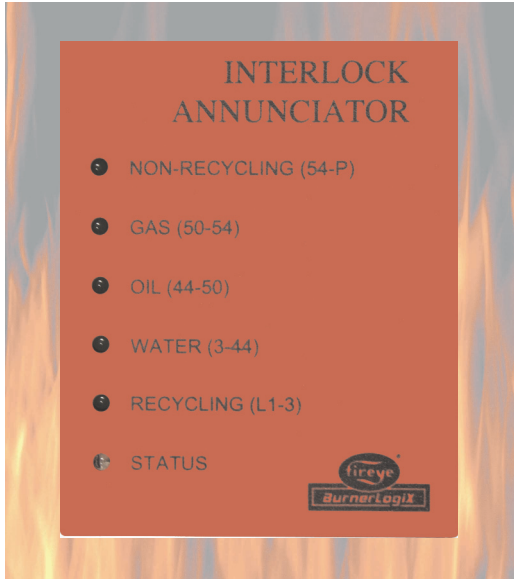 INTERLOCK
ANNUNCIATOR
NON-RECYCLING (54-P)
GAS (50-54)
OIL (44-50)
WATER (3-44)
RECYCLING (L1-3)
STATUS
fireye
BurnerLogiX